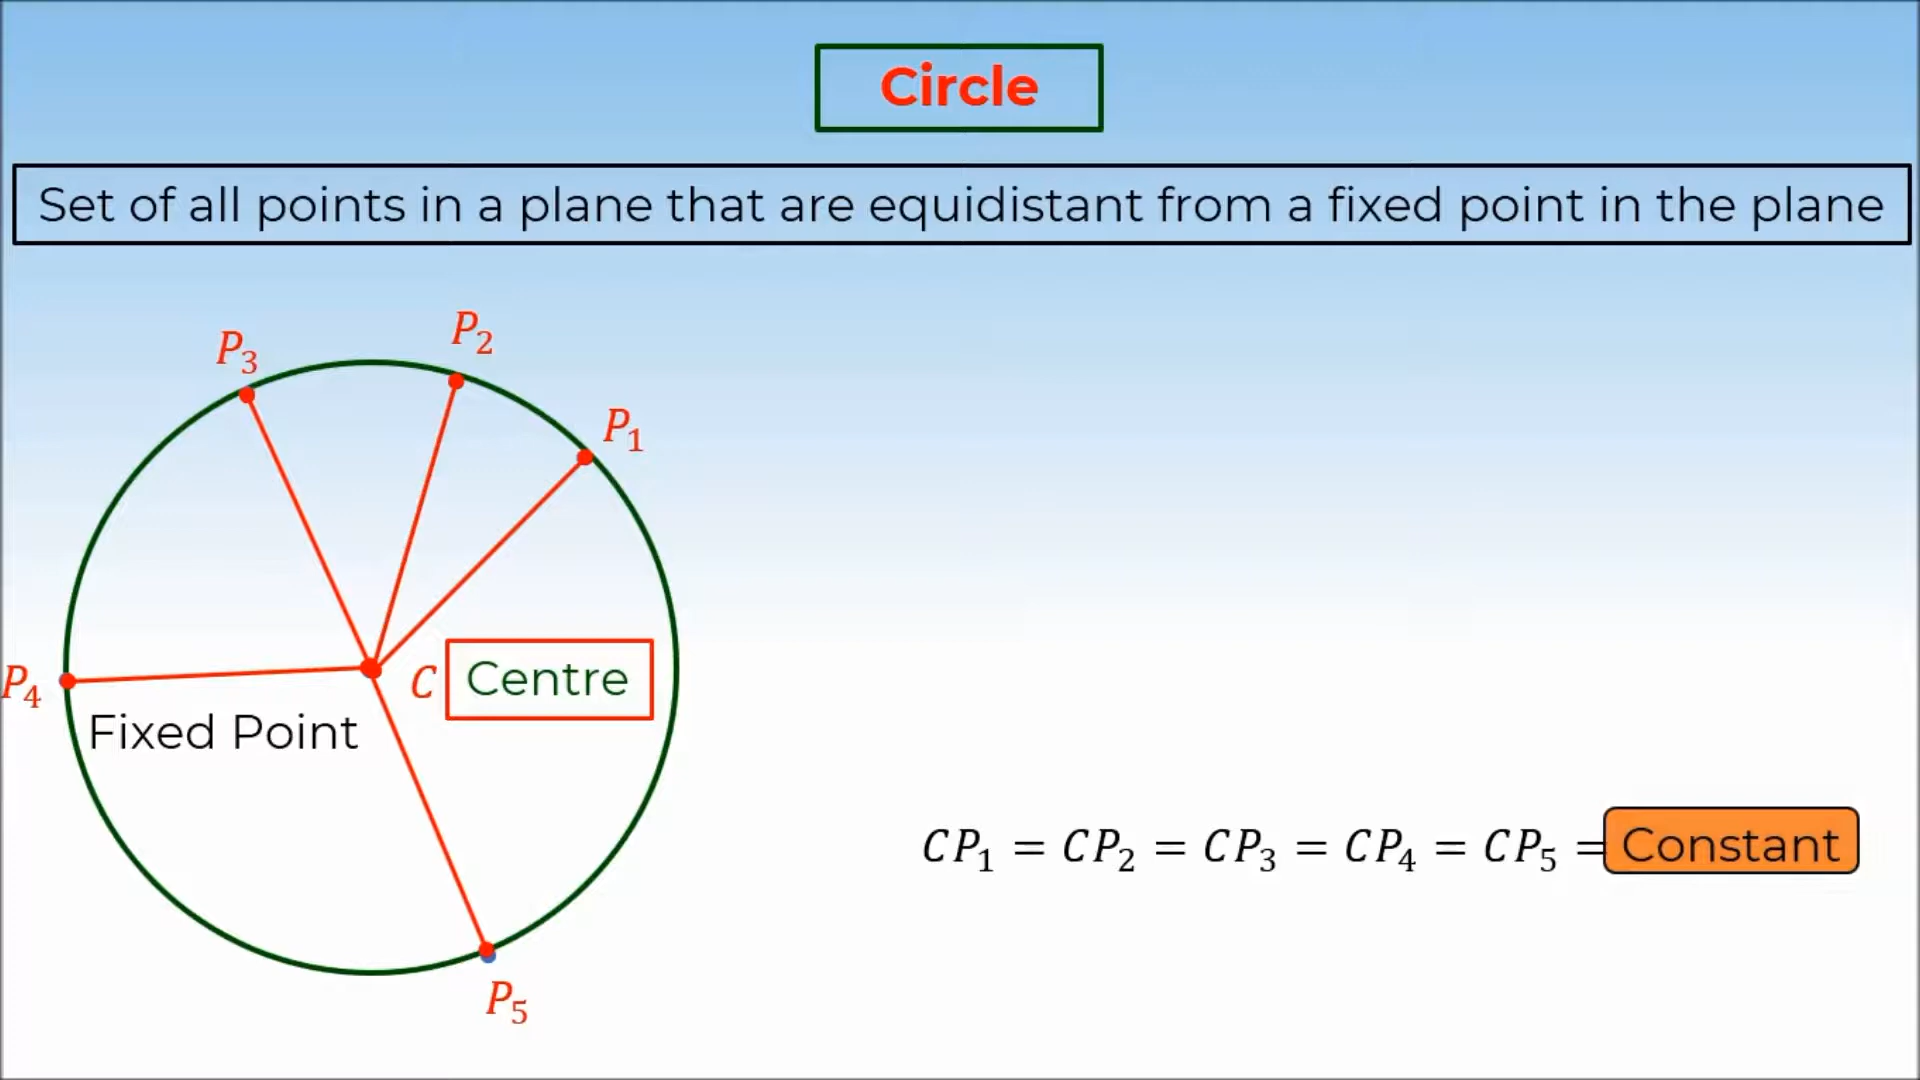 Circle
Set of all points in a plane that are equidistant from a fixed point in the plane
P₃
P₂
P₁
P₄
C
Centre
Fixed Point
CP₁ = CP₂ = CP₃ = CP₄ = CP₅ = Constant
P₅